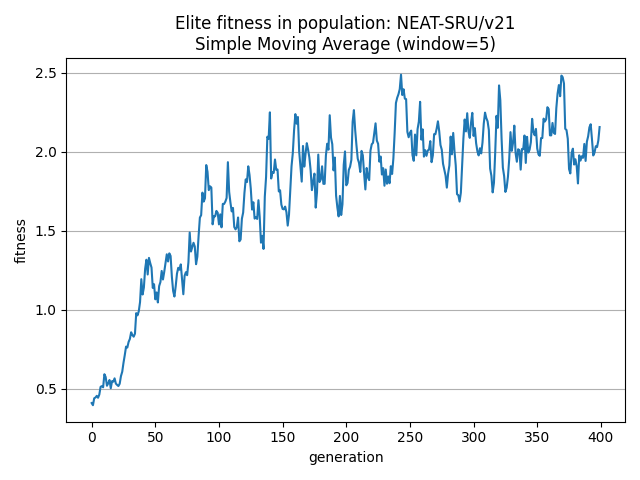 Elite fitness in population: NEAT-SRU/v21
Simple Moving Average (window=5)
fitness
2.5
2.0
1.5
1.0
0.5
0 50 100 150 200 250 300 350 400
generation